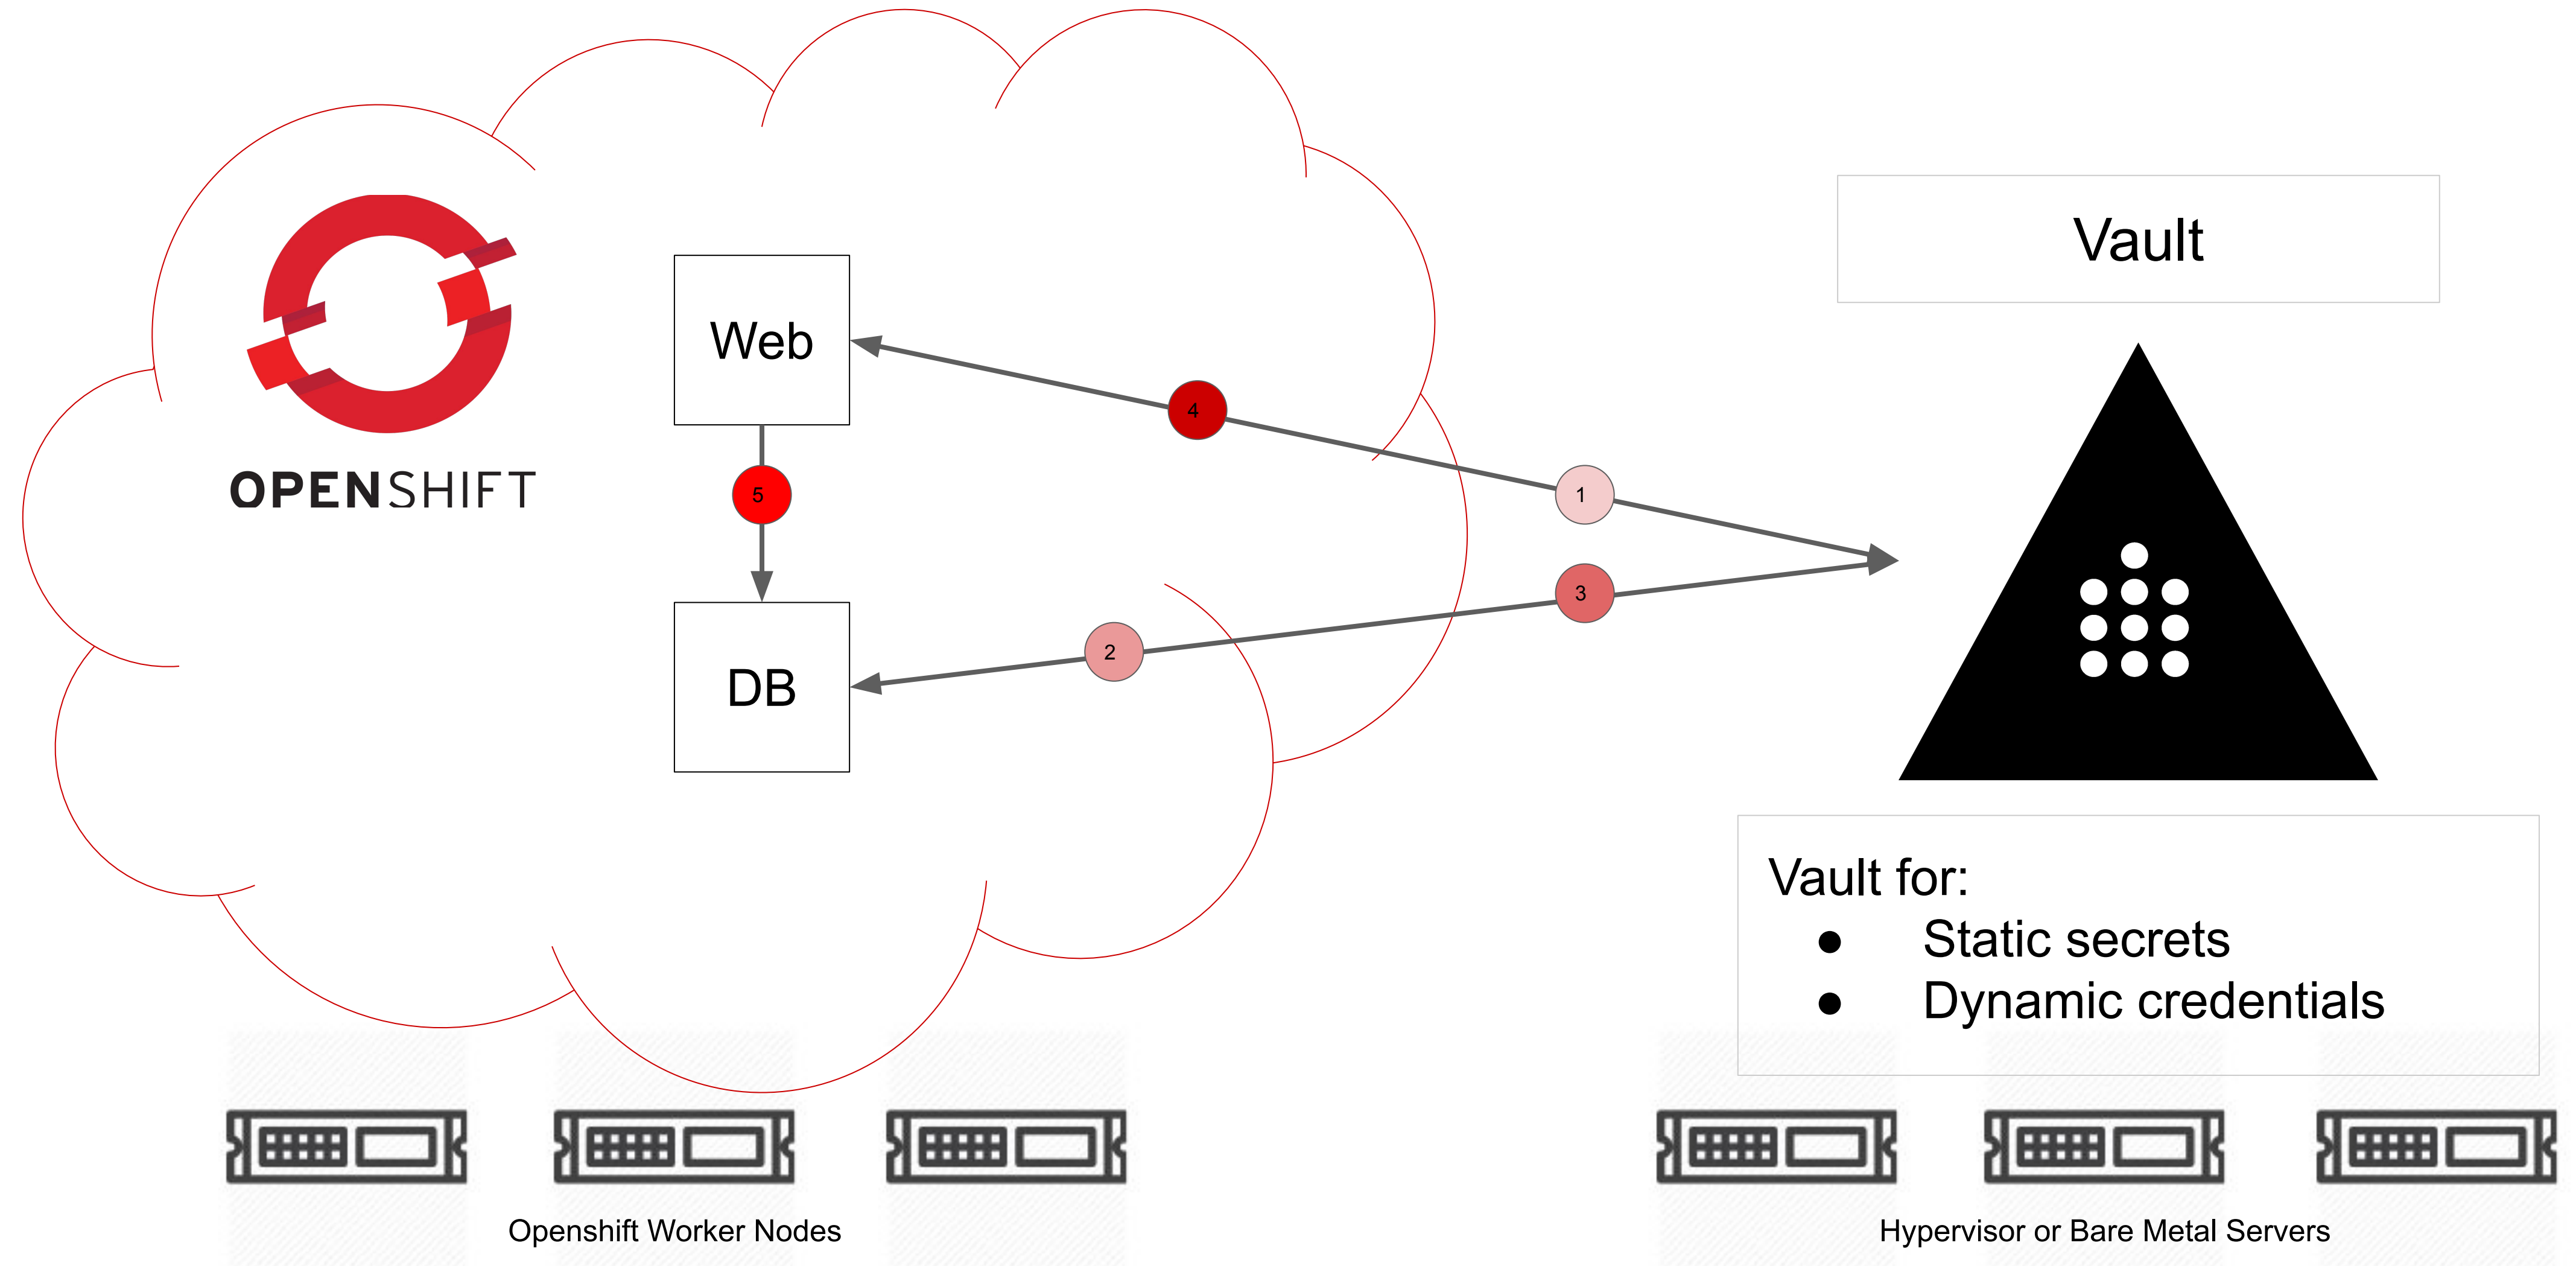 OPENSHIFT
Web
DB
4
1
5
3
2
Vault
Vault for:
● Static secrets
● Dynamic credentials
Openshift Worker Nodes
Hypervisor or Bare Metal Servers